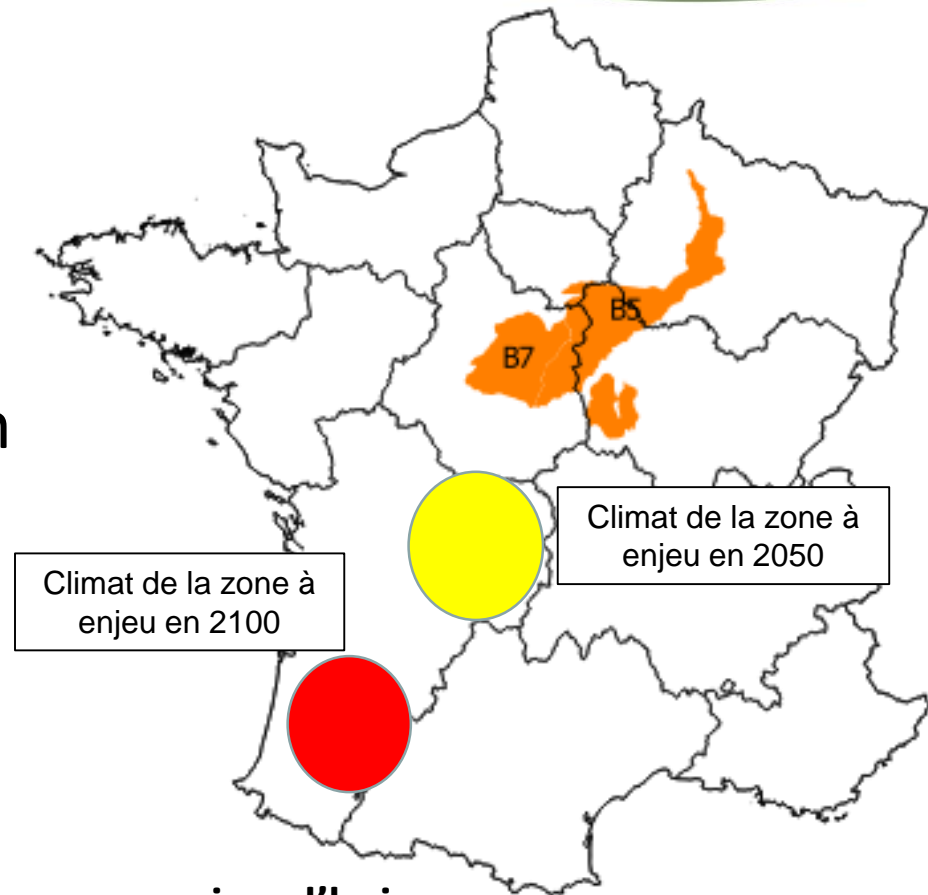 B5
B7
n
Climat de la zone à
enjeu en 2050
Climat de la zone à
enjeu en 2100